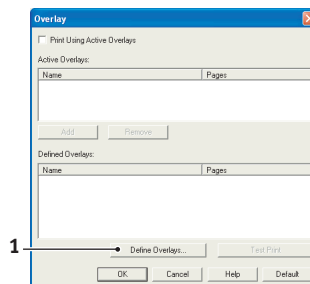 Overlay
Print Using Active Overlays
Active Overlays:
Name Pages
Add Remove
Defined Overlays:
Name Pages
1 Define Overlays... Test Print
OK Cancel Help Default